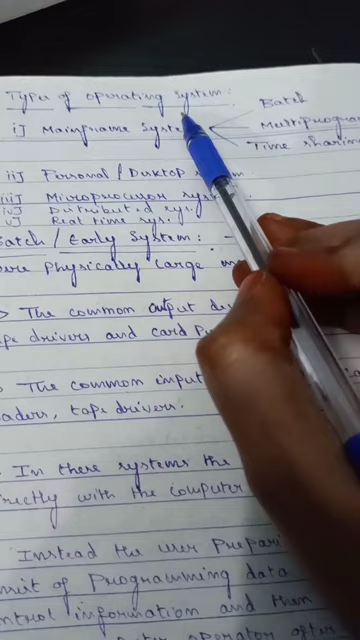 Types of operating system:
i] Mainframe System
Batch
Multiprogram
Time sharing
ii] Personal / Desktop system.
iii] Microprocessor sys.
iv] Distributed sys.
v] Real time sys.
Batch / Early System: -
were Physically large
> The common output
tape drivers and card
The common input
readers, tape drivers.
In these systems the
directly with the computer
Instead the user
of Programming data
control information and then
operator after